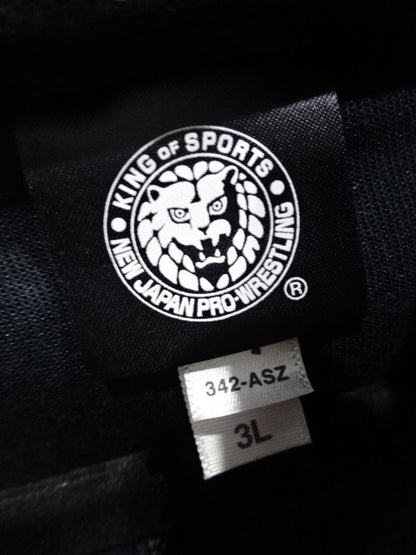 KING OF SPORTS
NEW JAPAN PRO-WRESTLING
®
342-ASZ
3L